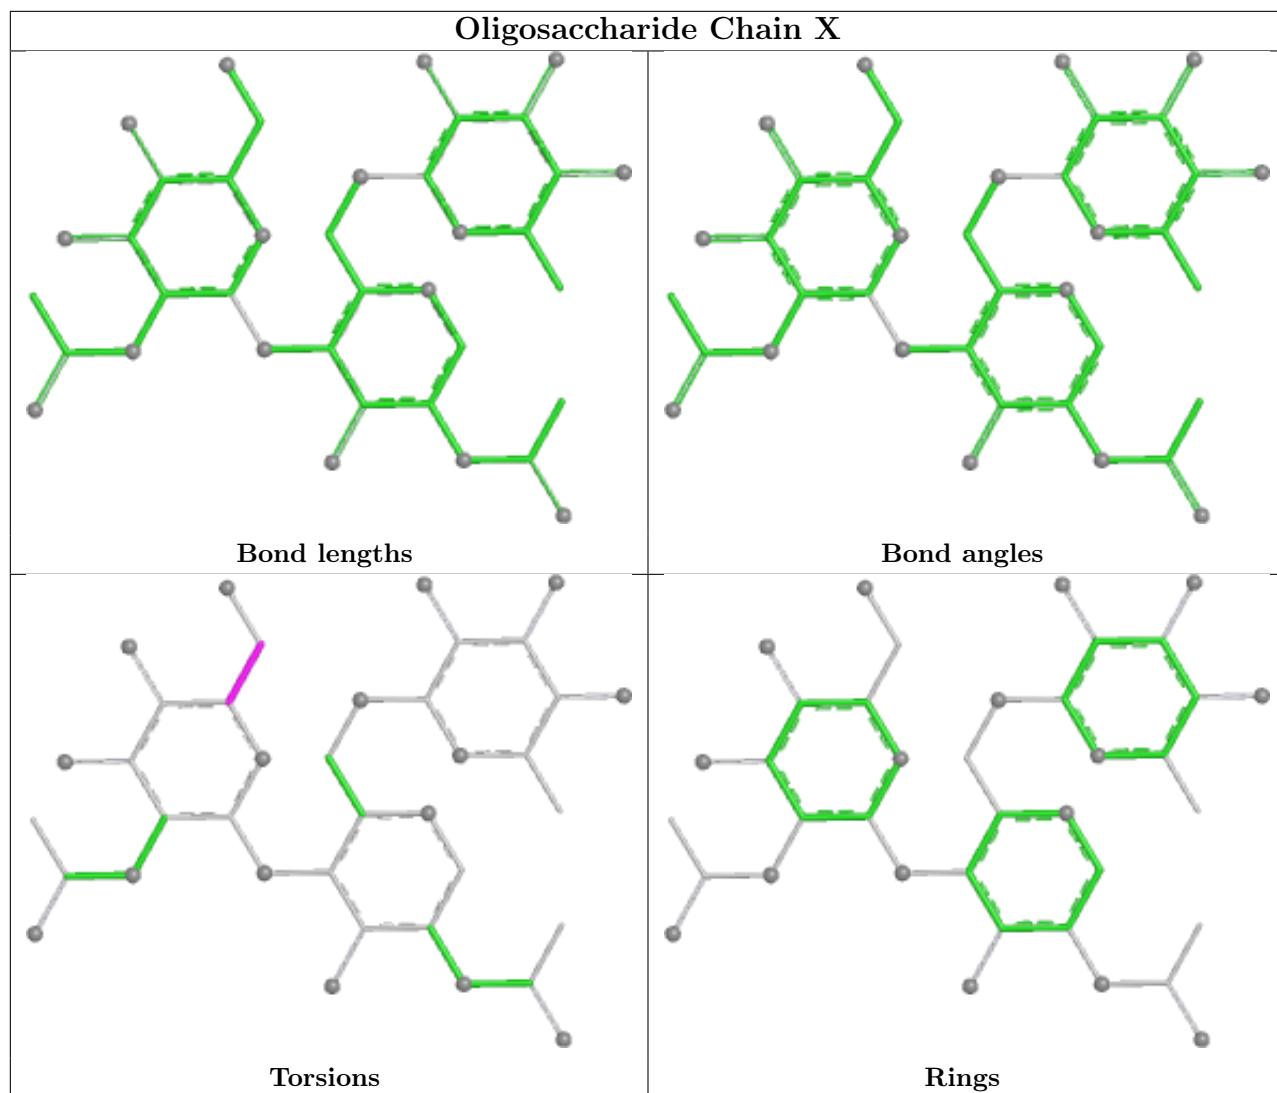 Oligosaccharide Chain X
Bond lengths
Bond angles
Torsions
Rings